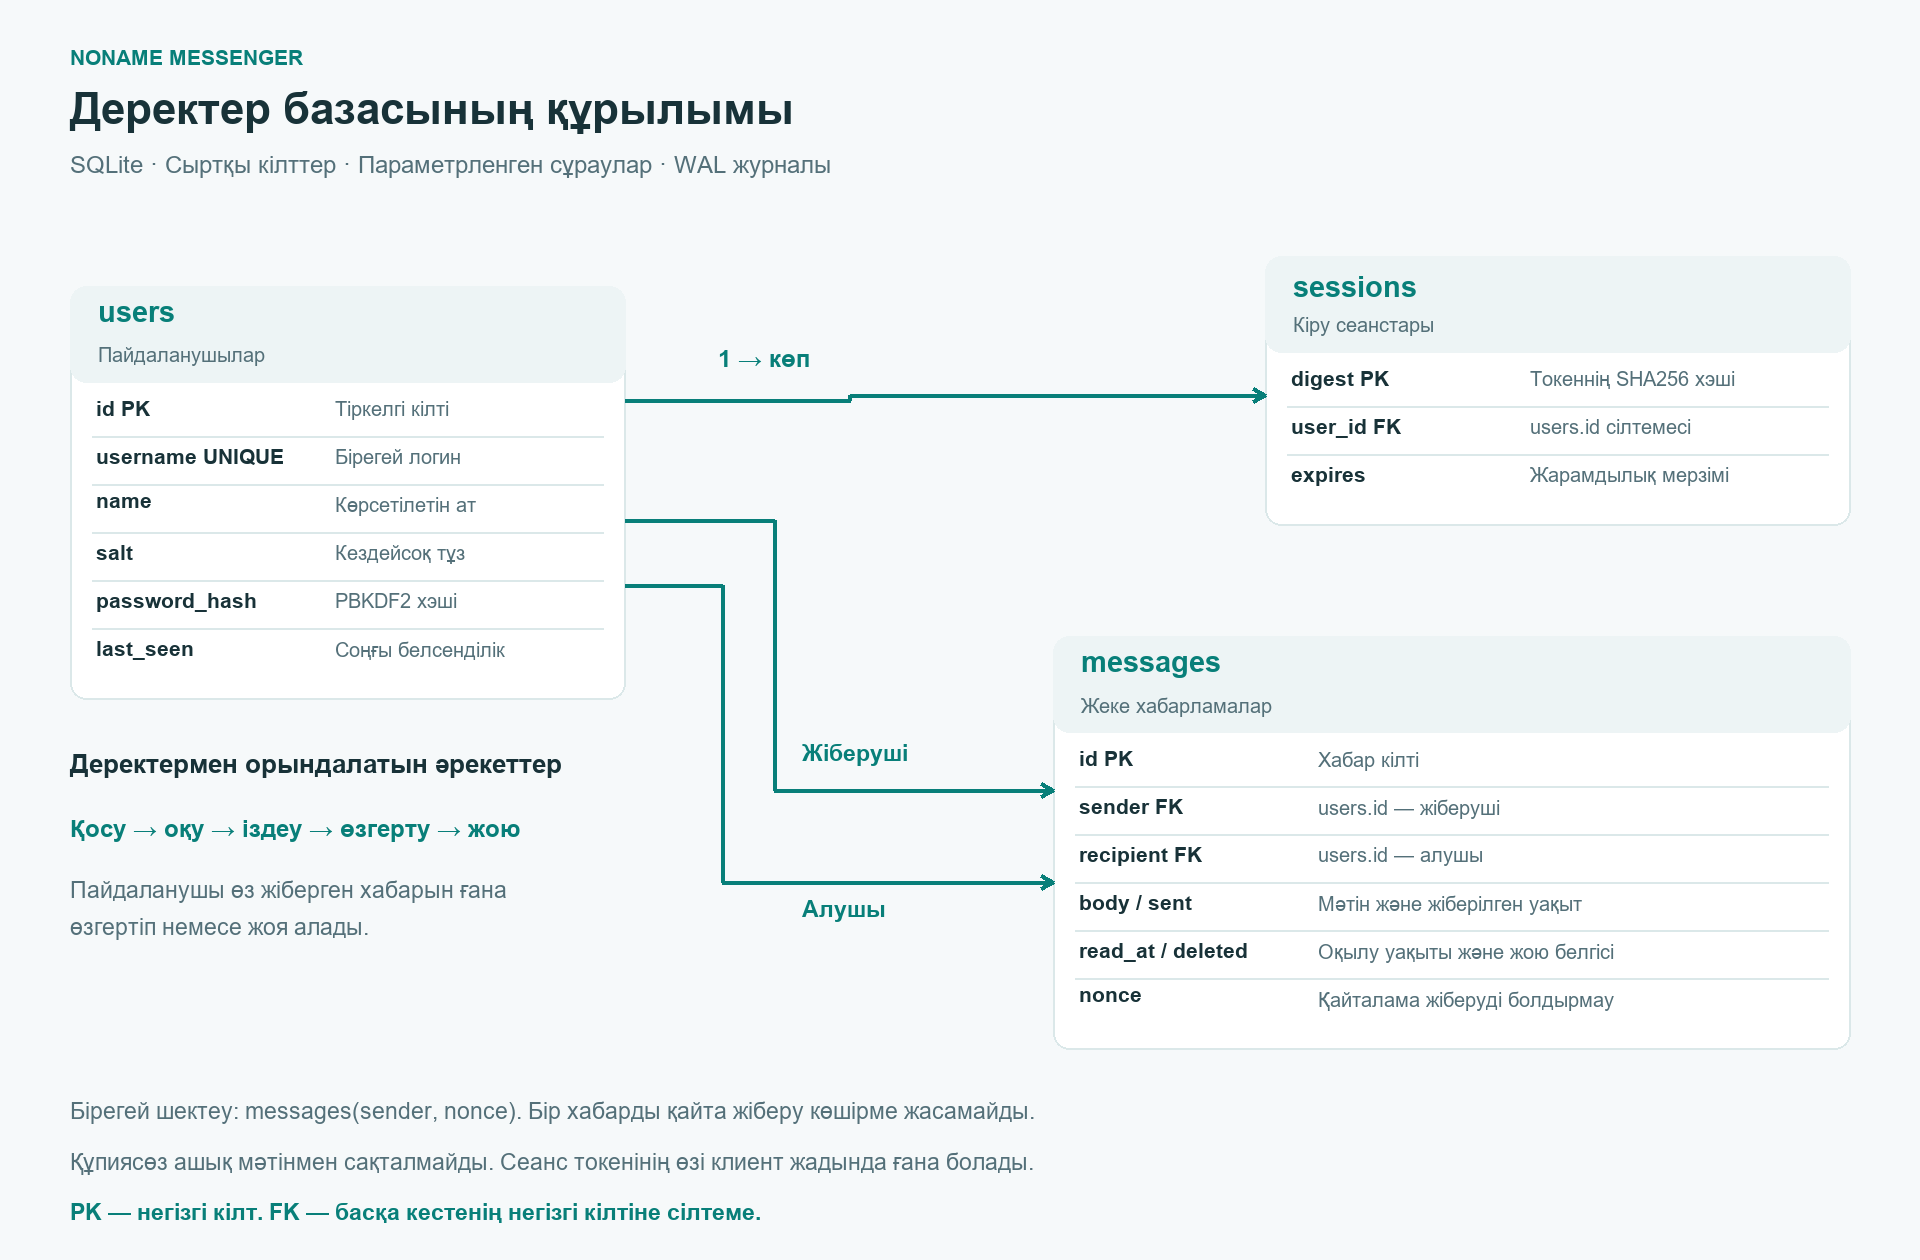 NONAME MESSENGER
Деректер базасының құрылымы
SQLite · Сыртқы кілттер · Параметрленген сұраулар · WAL журналы
users
Пайдаланушылар
id PK Тіркелгі кілті
username UNIQUE Бірегей логин
name Көрсетілетін ат
salt Кездейсоқ тұз
password_hash PBKDF2 хэші
last_seen Соңғы белсенділік
1 → көп
sessions
Кіру сеанстары
digest PK Токеннің SHA256 хэші
user_id FK users.id сілтемесі
expires Жарамдылық мерзімі
Жіберуші
Алушы
messages
Жеке хабарламалар
id PK Хабар кілті
sender FK users.id — жіберуші
recipient FK users.id — алушы
body / sent Мәтін және жіберілген уақыт
read_at / deleted Оқылу уақыты және жою белгісі
nonce Қайталама жіберуді болдырмау
Деректермен орындалатын әрекеттер
Қосу → оқу → іздеу → өзгерту → жою
Пайдаланушы өз жіберген хабарын ғана
өзгертіп немесе жоя алады.
Бірегей шектеу: messages(sender, nonce). Бір хабарды қайта жіберу көшірме жасамайды.
Құпиясөз ашық мәтінмен сақталмайды. Сеанс токенінің өзі клиент жадында ғана болады.
PK — негізгі кілт. FK — басқа кестенің негізгі кілтіне сілтеме.